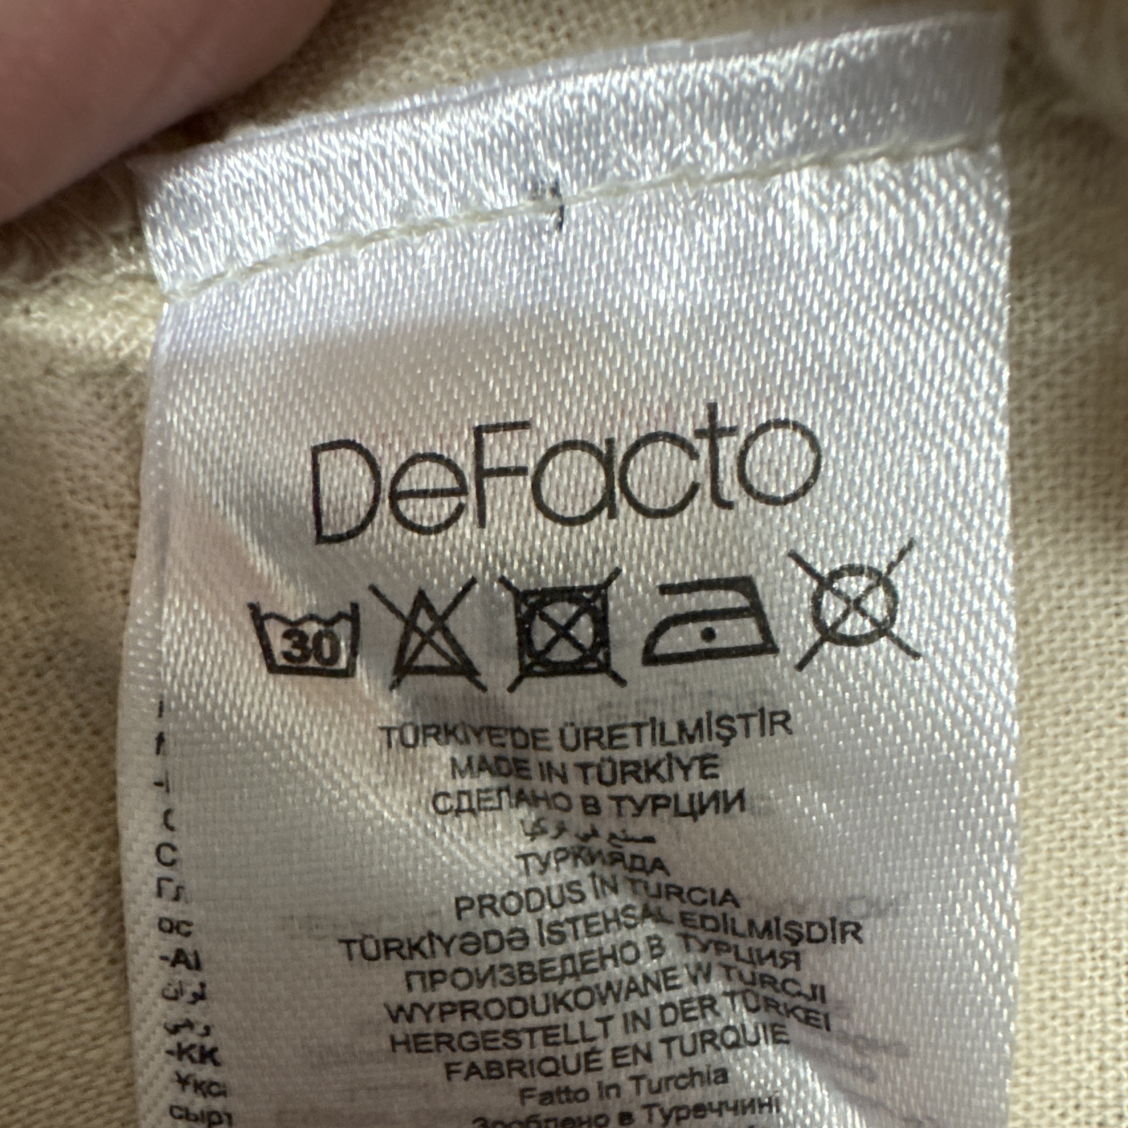 DeFacto
30
TÜRKİYE'DE ÜRETİLMİŞTİR
MADE IN TÜRKİYE
СДЕЛАНО В ТУРЦИИ
صنع في تركيا
ТУРКИЯДА
PRODUS ÎN TURCIA
TÜRKİYƏDƏ İSTEHSAL EDİLMİŞDİR
ПРОИЗВЕДЕНО В ТУРЦИЯ
WYPRODUKOWANE W TURCJI
HERGESTELLT IN DER TÜRKEI
FABRIQUÉ EN TURQUIE
Fatto in Turchia
Зроблено в Туреччині
-AI
-KK